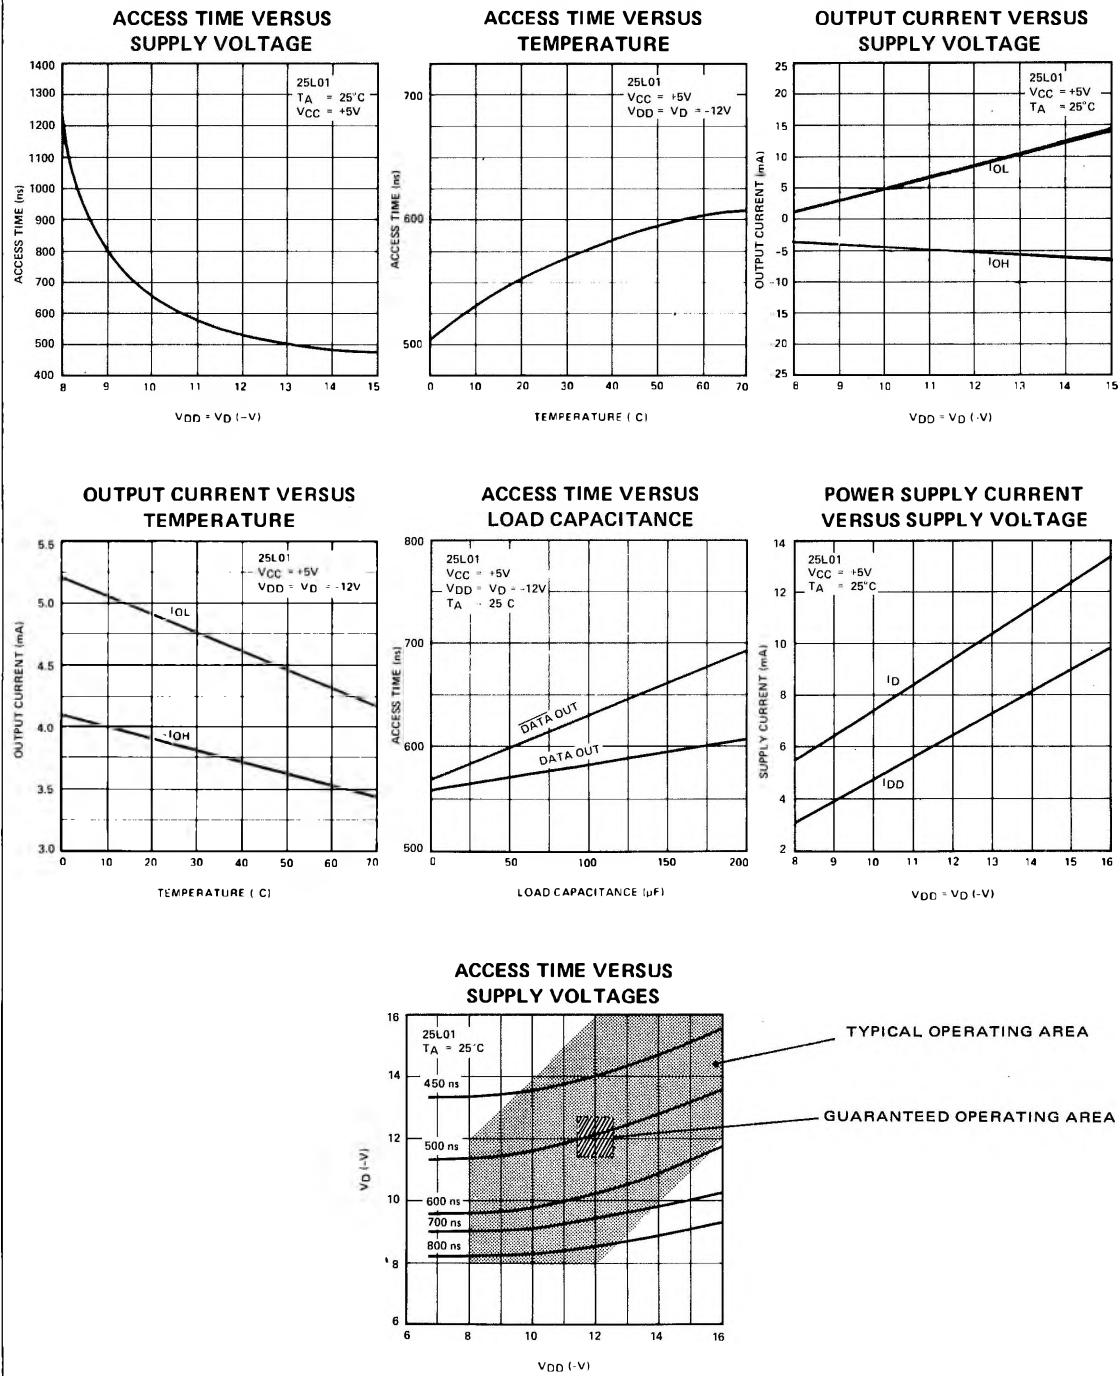 ACCESS TIME VERSUS
SUPPLY VOLTAGE
1400
1300
1200
1100
1000
900
800
700
600
500
400
ACCESS TIME (ns)
25L01
TA = 25°C
VCC = +5V
8 9 10 11 12 13 14 15
VDD = VD (-V)
ACCESS TIME VERSUS
TEMPERATURE
700
600
500
ACCESS TIME (ns)
25L01
VCC = +5V
VDD = VD = -12V
0 10 20 30 40 50 60 70
TEMPERATURE ( C)
OUTPUT CURRENT VERSUS
SUPPLY VOLTAGE
25
20
15
10
5
0
-5
-10
-15
-20
-25
OUTPUT CURRENT (mA)
25L01
VCC = +5V
TA = 25°C
IOL
IOH
8 9 10 11 12 13 14 15
VDD = VD (-V)
OUTPUT CURRENT VERSUS
TEMPERATURE
5.5
5.0
4.5
4.0
3.5
3.0
OUTPUT CURRENT (mA)
25L01
VCC = +5V
VDD = VD = -12V
IOL
-IOH
0 10 20 30 40 50 60 70
TEMPERATURE ( C)
ACCESS TIME VERSUS
LOAD CAPACITANCE
800
700
600
500
ACCESS TIME (ns)
25L01
VCC = +5V
VDD = VD = -12V
TA - 25 C
DATA OUT
DATA OUT
0 50 100 150 200
LOAD CAPACITANCE (μF)
POWER SUPPLY CURRENT
VERSUS SUPPLY VOLTAGE
14
12
10
8
6
4
2
SUPPLY CURRENT (mA)
25L01
VCC = +5V
TA = 25°C
ID
IDD
8 9 10 11 12 13 14 15 16
VDD = VD (-V)
ACCESS TIME VERSUS
SUPPLY VOLTAGES
16
14
12
10
8
6
VD (-V)
25L01
TA = 25°C
450 ns
500 ns
600 ns
700 ns
800 ns
6 8 10 12 14 16
VDD (-V)
TYPICAL OPERATING AREA
GUARANTEED OPERATING AREA